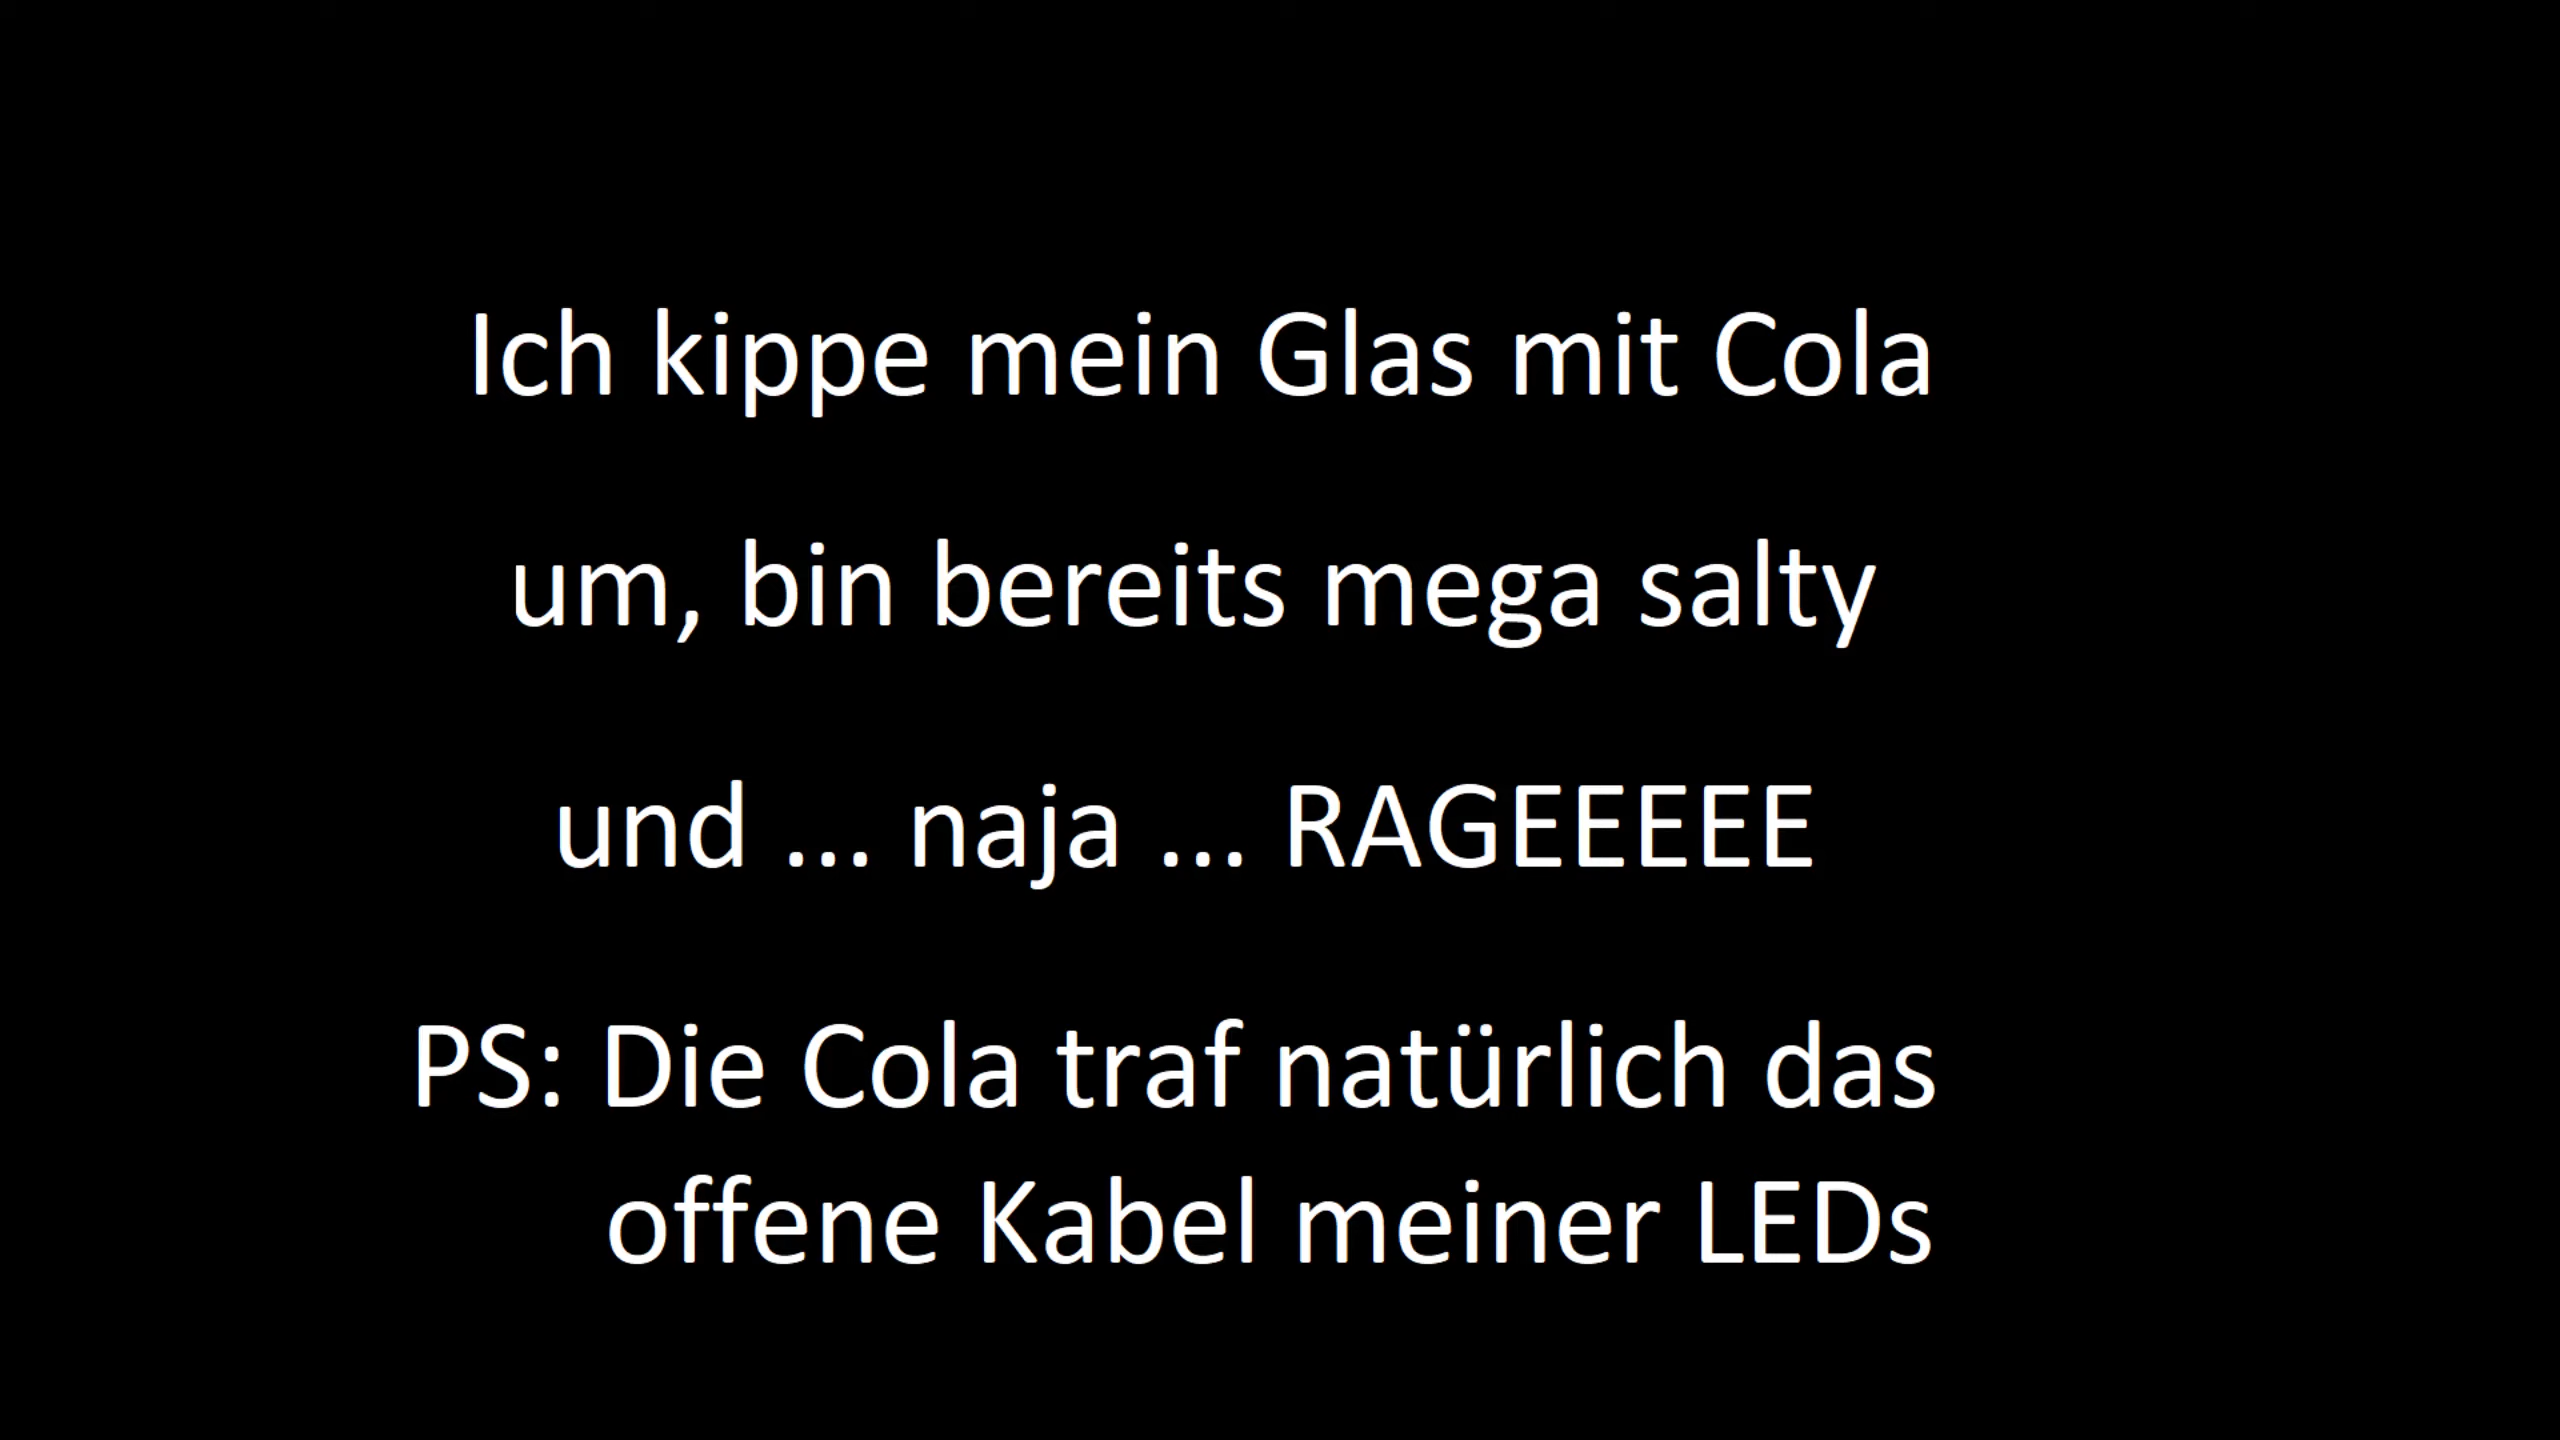 Ich kippe mein Glas mit Cola
um, bin bereits mega salty
und ... naja ... RAGEEEEE
PS: Die Cola traf natürlich das
offene Kabel meiner LEDs